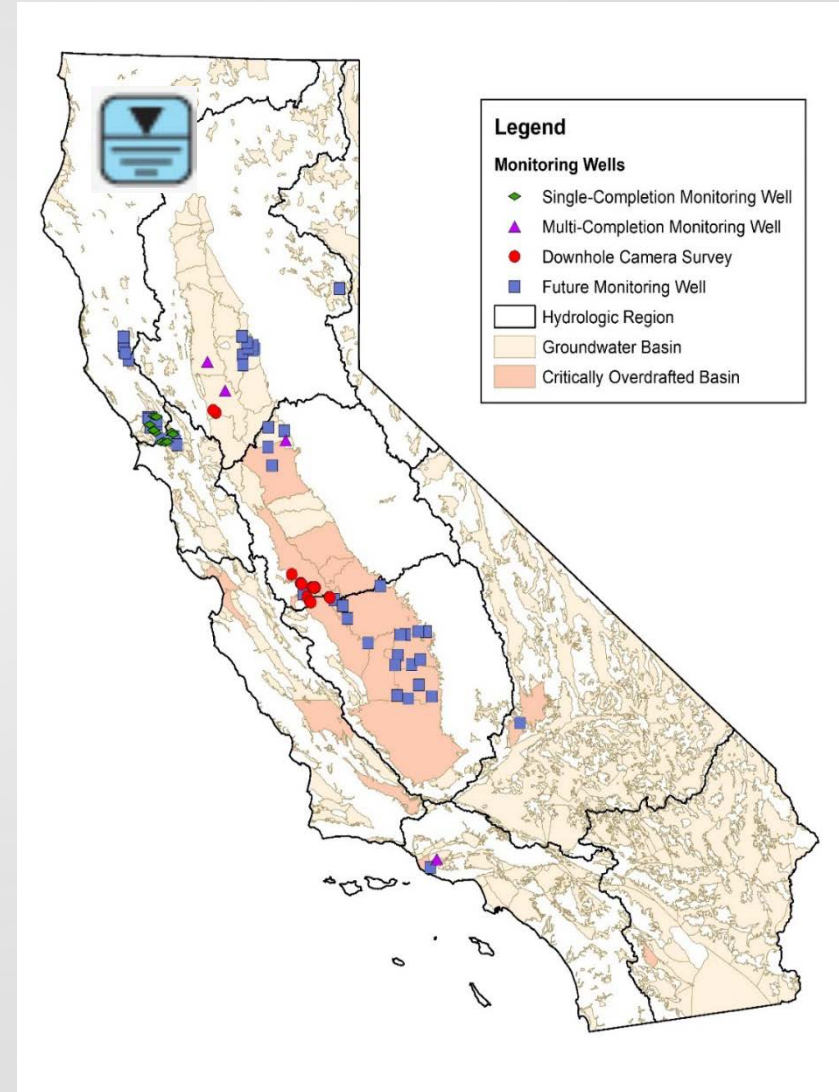 Legend
Monitoring Wells
Single-Completion Monitoring Well
Multi-Completion Monitoring Well
Downhole Camera Survey
Future Monitoring Well
Hydrologic Region
Groundwater Basin
Critically Overdrafted Basin